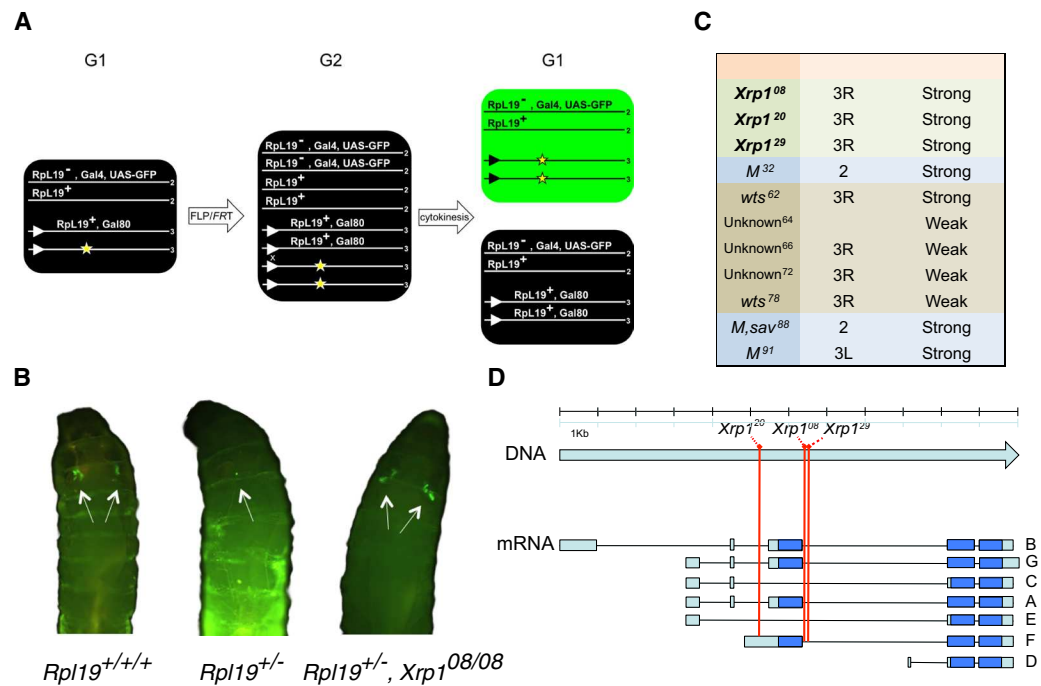 A
G1
G2
G1
RpL19-, Gal4, UAS-GFP
2
RpL19+
2
RpL19+, Gal80
3
3
FLP/FRT
RpL19-, Gal4, UAS-GFP
2
RpL19-, Gal4, UAS-GFP
2
RpL19+
2
RpL19+
2
RpL19+, Gal80
3
RpL19+, Gal80
3
x
3
3
cytokinesis
RpL19-, Gal4, UAS-GFP
2
RpL19+
2
3
3
RpL19-, Gal4, UAS-GFP
2
RpL19+
2
RpL19+, Gal80
3
RpL19+, Gal80
3
B
Rpl19+/+/+
Rpl19+/-
Rpl19+/-, Xrp108/08
C
Xrp108 3R Strong
Xrp120 3R Strong
Xrp129 3R Strong
M32 2 Strong
wts62 3R Strong
Unknown64 Weak
Unknown66 3R Weak
Unknown72 3R Weak
wts78 3R Weak
M,sav88 2 Strong
M91 3L Strong
D
1Kb
Xrp120 Xrp108 Xrp129
DNA
mRNA
B
G
C
A
E
F
D